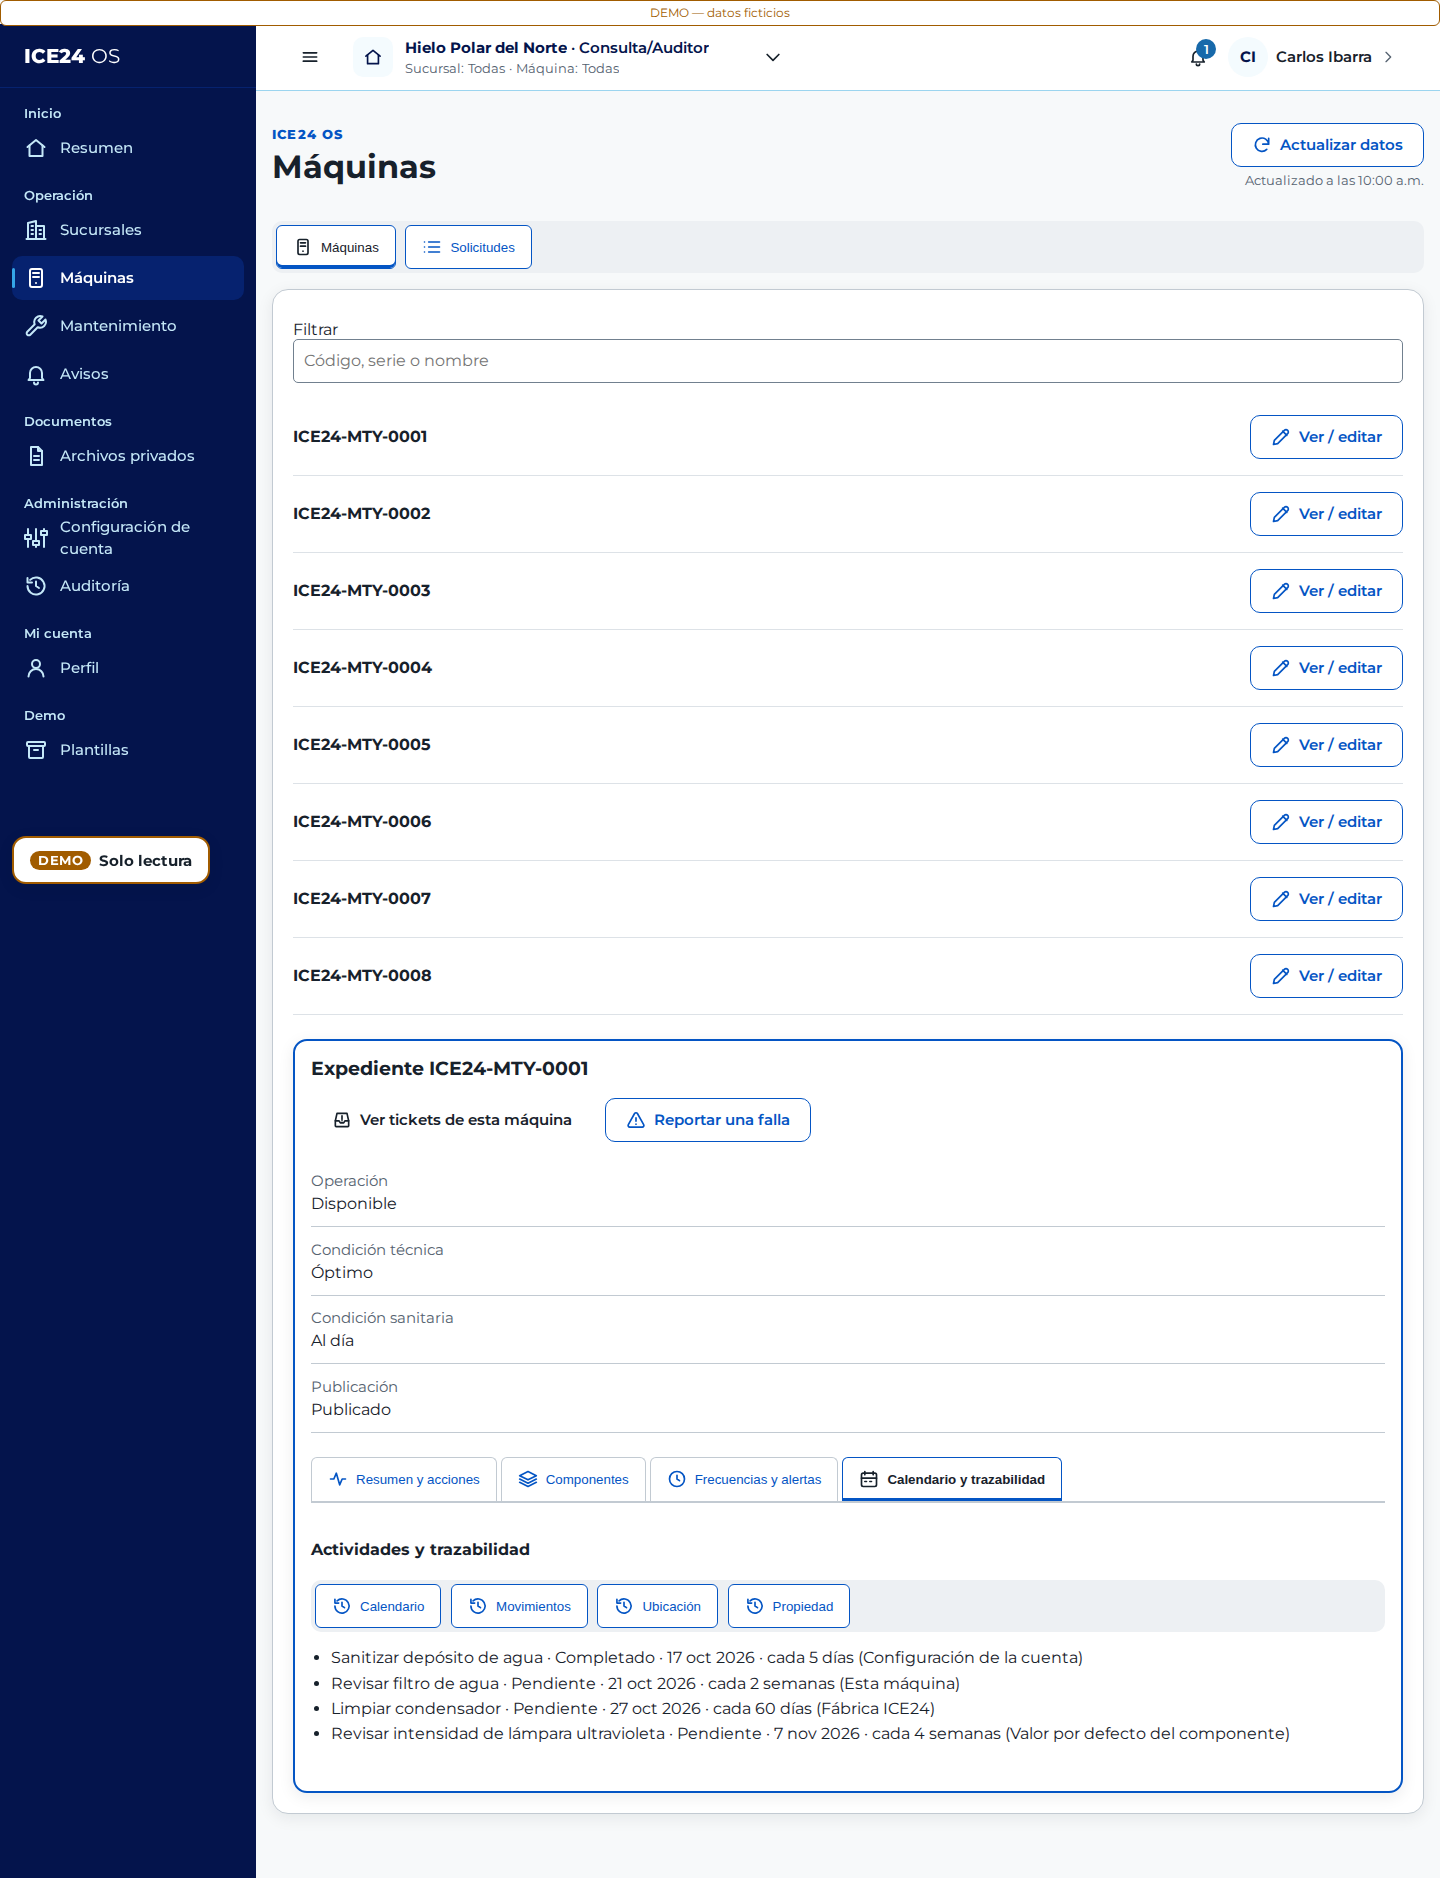 DEMO — datos ficticios
ICE24 OS
Inicio
Resumen
Operación
Sucursales
Máquinas
Mantenimiento
Avisos
Documentos
Archivos privados
Administración
Configuración de
cuenta
Auditoría
Mi cuenta
Perfil
Demo
Plantillas
DEMO Solo lectura
Hielo Polar del Norte · Consulta/Auditor
Sucursal: Todas · Máquina: Todas
1
CI
Carlos Ibarra
ICE24 OS
Máquinas
Actualizar datos
Actualizado a las 10:00 a.m.
Máquinas
Solicitudes
Filtrar
Código, serie o nombre
ICE24-MTY-0001 Ver / editar
ICE24-MTY-0002 Ver / editar
ICE24-MTY-0003 Ver / editar
ICE24-MTY-0004 Ver / editar
ICE24-MTY-0005 Ver / editar
ICE24-MTY-0006 Ver / editar
ICE24-MTY-0007 Ver / editar
ICE24-MTY-0008 Ver / editar
Expediente ICE24-MTY-0001
Ver tickets de esta máquina
Reportar una falla
Operación
Disponible
Condición técnica
Óptimo
Condición sanitaria
Al día
Publicación
Publicado
Resumen y acciones
Componentes
Frecuencias y alertas
Calendario y trazabilidad
Actividades y trazabilidad
Calendario
Movimientos
Ubicación
Propiedad
Sanitizar depósito de agua · Completado · 17 oct 2026 · cada 5 días (Configuración de la cuenta)
Revisar filtro de agua · Pendiente · 21 oct 2026 · cada 2 semanas (Esta máquina)
Limpiar condensador · Pendiente · 27 oct 2026 · cada 60 días (Fábrica ICE24)
Revisar intensidad de lámpara ultravioleta · Pendiente · 7 nov 2026 · cada 4 semanas (Valor por defecto del componente)